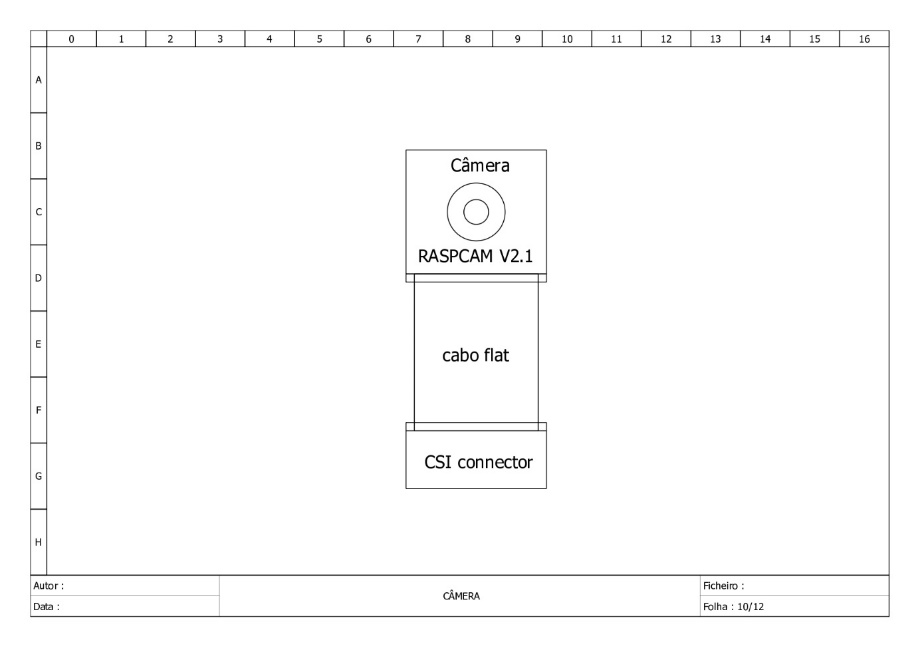 0 1 2 3 4 5 6 7 8 9 10 11 12 13 14 15 16
A
B
C
D
E
F
G
H
Câmera
RASPCAM V2.1
cabo flat
CSI connector
Autor :
Data :
CÂMERA
Ficheiro :
Folha : 10/12